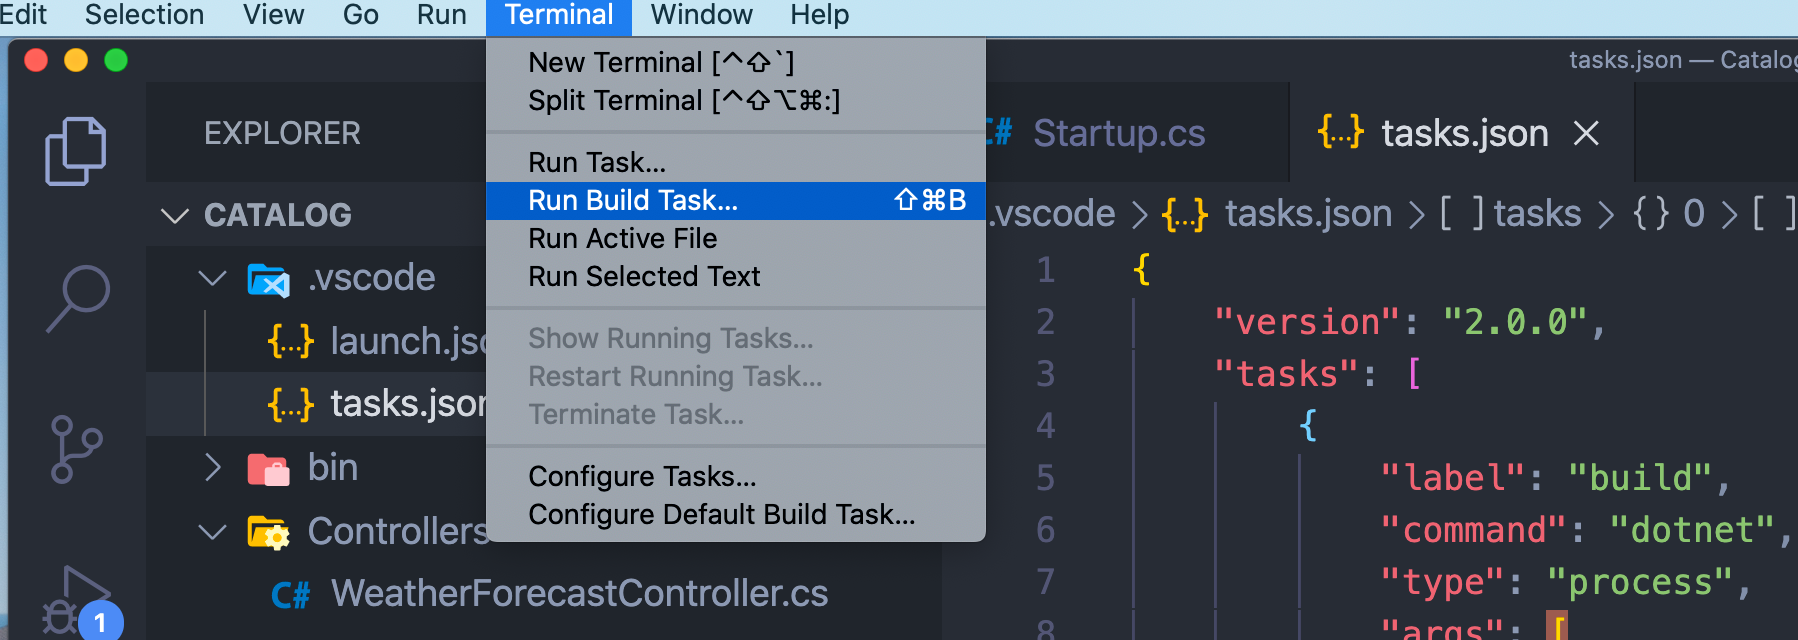 Edit Selection View Go Run Terminal Window Help
tasks.json — Catalog
New Terminal [^⇧`]
Split Terminal [^⇧⌥⌘:]
Run Task...
Run Build Task... ⇧⌘B
Run Active File
Run Selected Text
Show Running Tasks...
Restart Running Task...
Terminate Task...
Configure Tasks...
Configure Default Build Task...
EXPLORER
CATALOG
.vscode
{..} launch.jso
{..} tasks.json
bin
Controllers
C# WeatherForecastController.cs
1
C# Startup.cs
{..} tasks.json ×
.vscode > {..} tasks.json > [ ] tasks > {} 0 > [ ]
1 {
2 "version": "2.0.0",
3 "tasks": [
4 {
5 "label": "build",
6 "command": "dotnet",
7 "type": "process",
8 "args": [